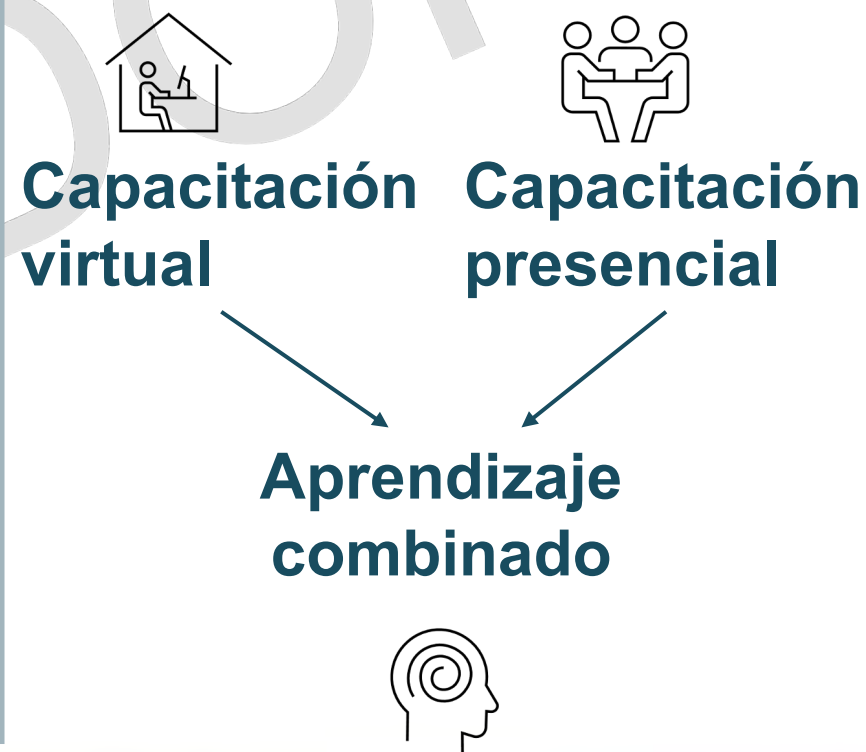 Capacitación
virtual
Capacitación
presencial
Aprendizaje
combinado